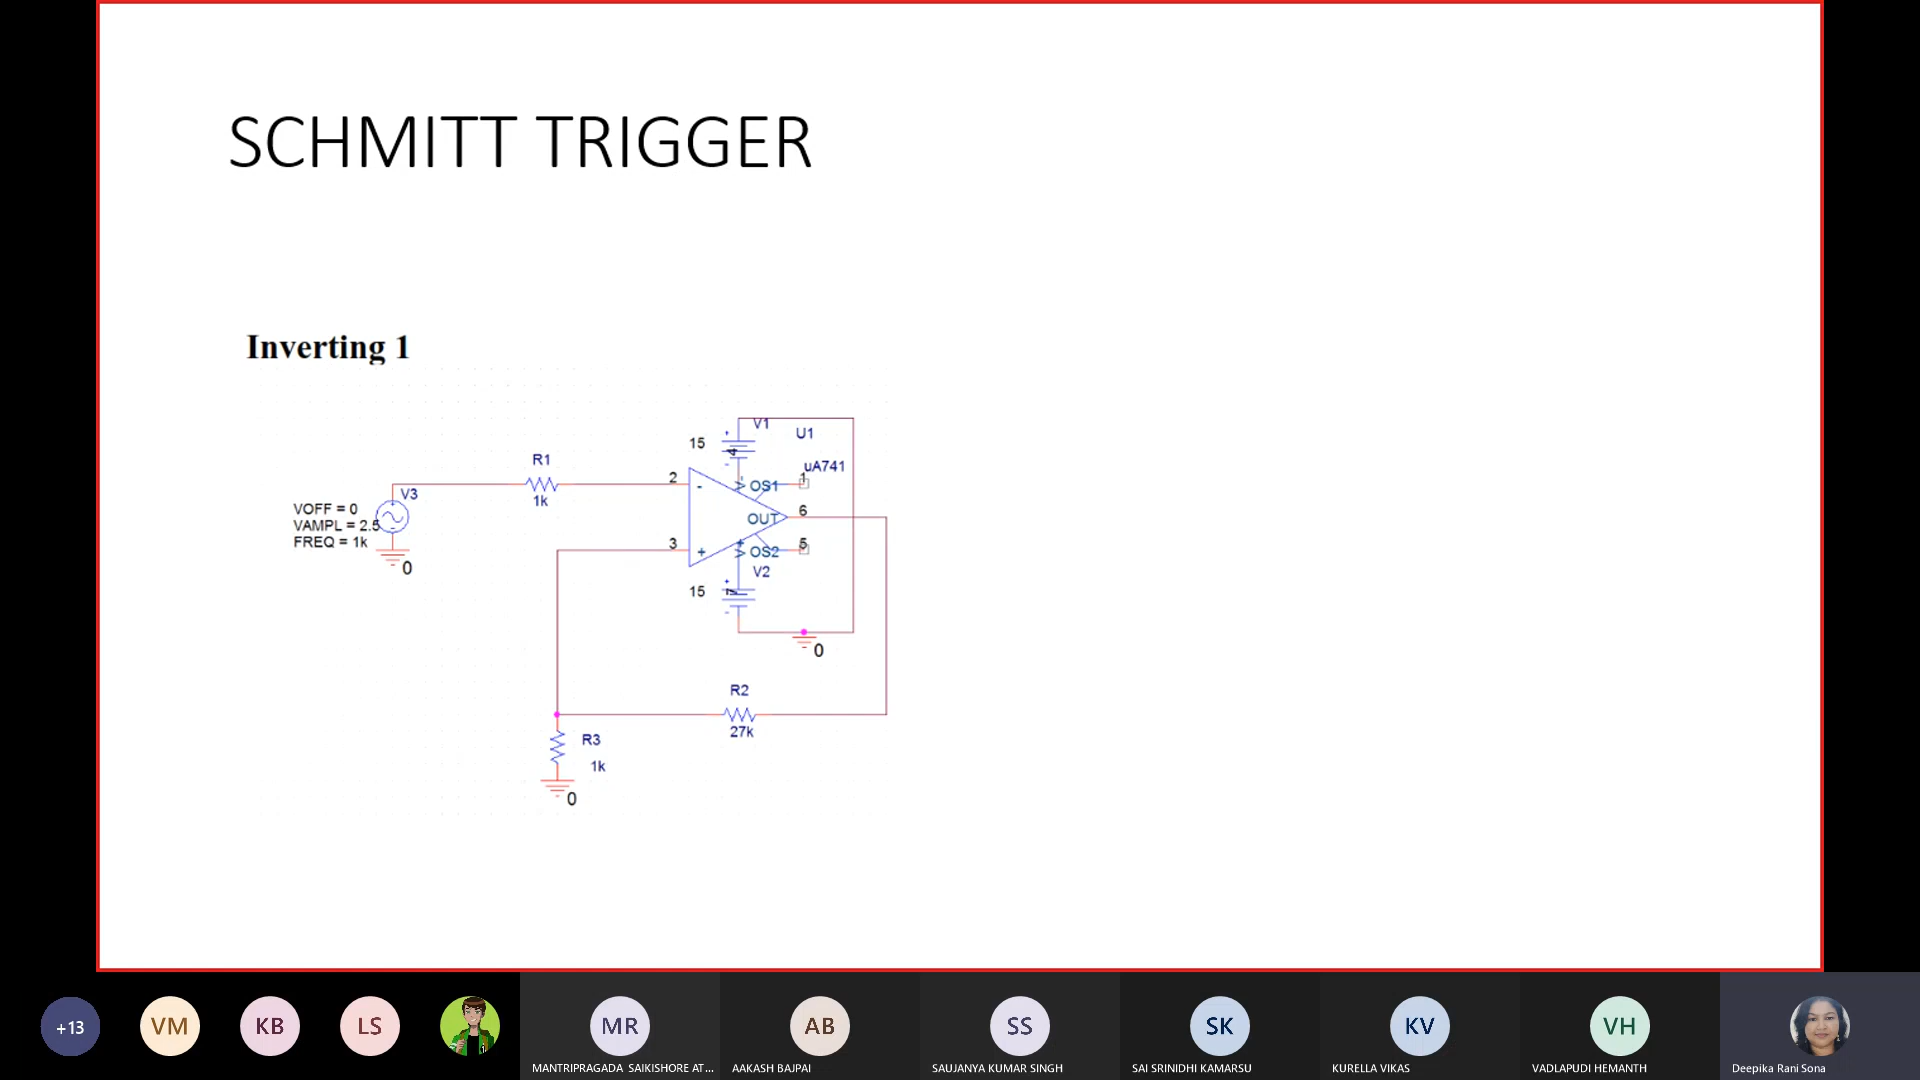 SCHMITT TRIGGER
Inverting 1
V1
U1
15
4
uA741
R1
2
-
V-
OS1
1
1k
V3
VOFF = 0
VAMPL = 2.5
FREQ = 1k
OUT
6
0
3
+
V+
OS2
5
V2
15
7
0
R2
27k
R3
1k
0
+13
VM
KB
LS
MR
AB
SS
SK
KV
VH
MANTRIPRAGADA SAIKISHORE AT...
AAKASH BAJPAI
SAUJANYA KUMAR SINGH
SAI SRINIDHI KAMARSU
KURELLA VIKAS
VADLAPUDI HEMANTH
Deepika Rani Sona